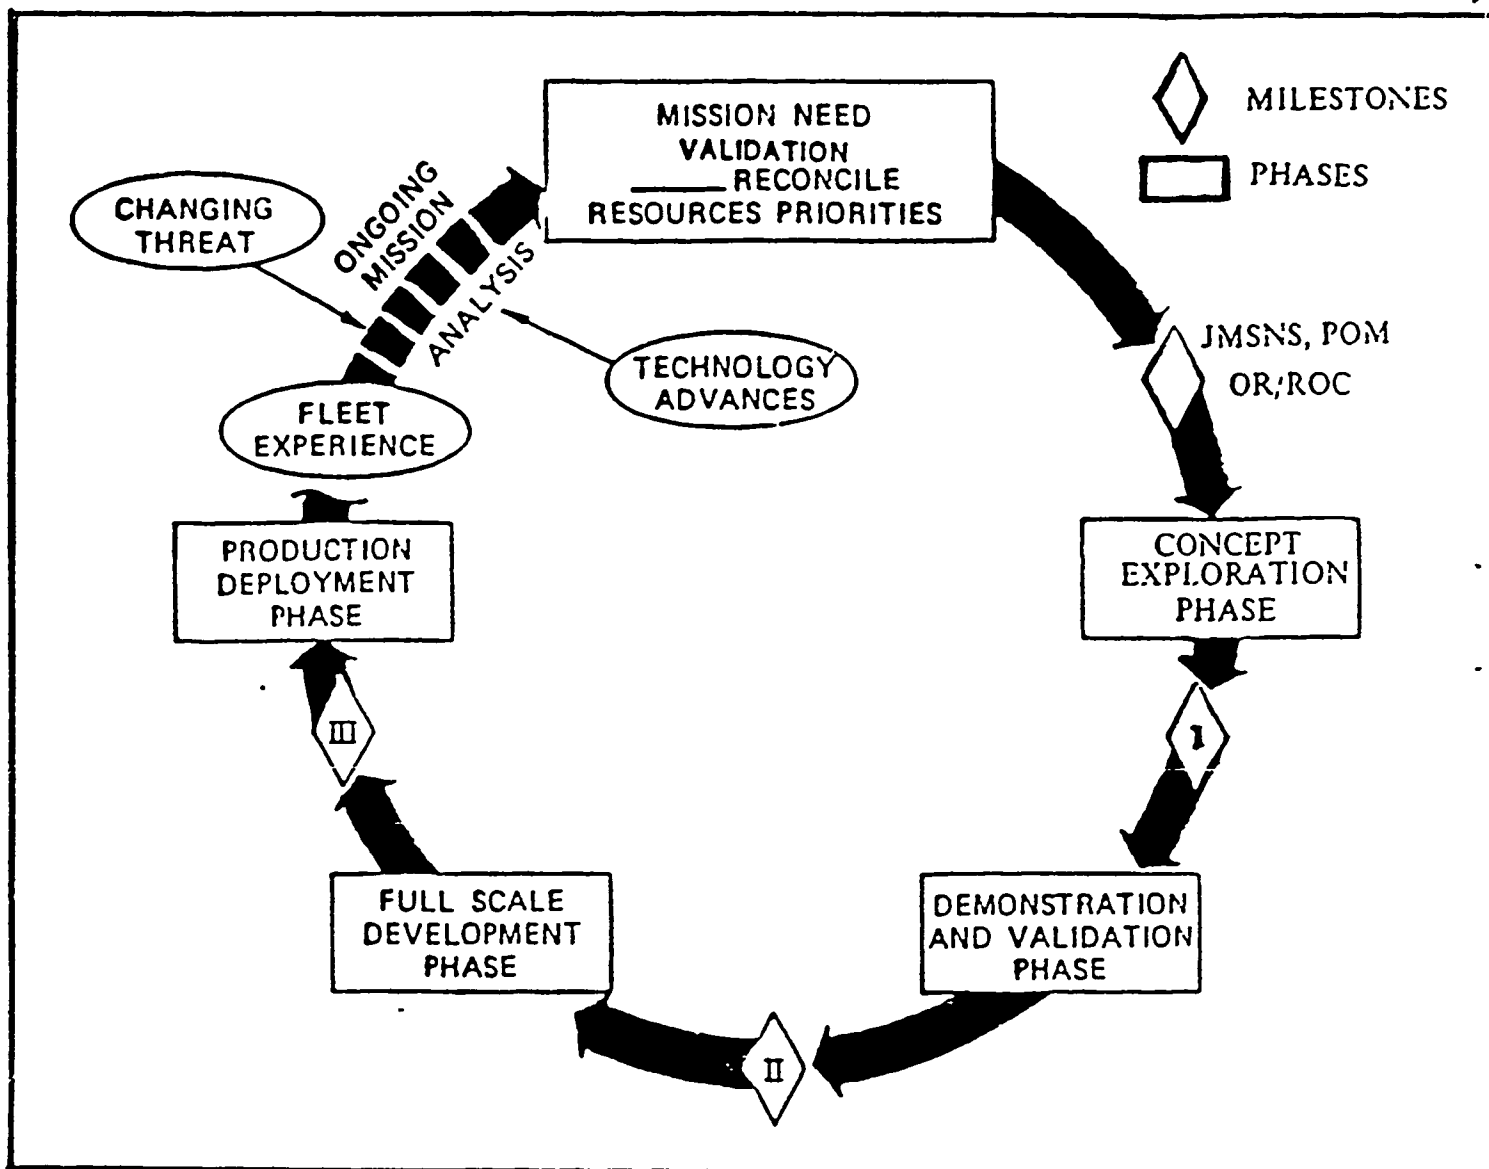 MISSION NEED
VALIDATION
______ RECONCILE
RESOURCES PRIORITIES
MILESTONES
PHASES
CHANGING
THREAT
ONGOING
MISSION
ANALYSIS
TECHNOLOGY
ADVANCES
FLEET
EXPERIENCE
JMSNS, POM
OR/ROC
CONCEPT
EXPLORATION
PHASE
I
DEMONSTRATION
AND VALIDATION
PHASE
II
FULL SCALE
DEVELOPMENT
PHASE
III
PRODUCTION
DEPLOYMENT
PHASE